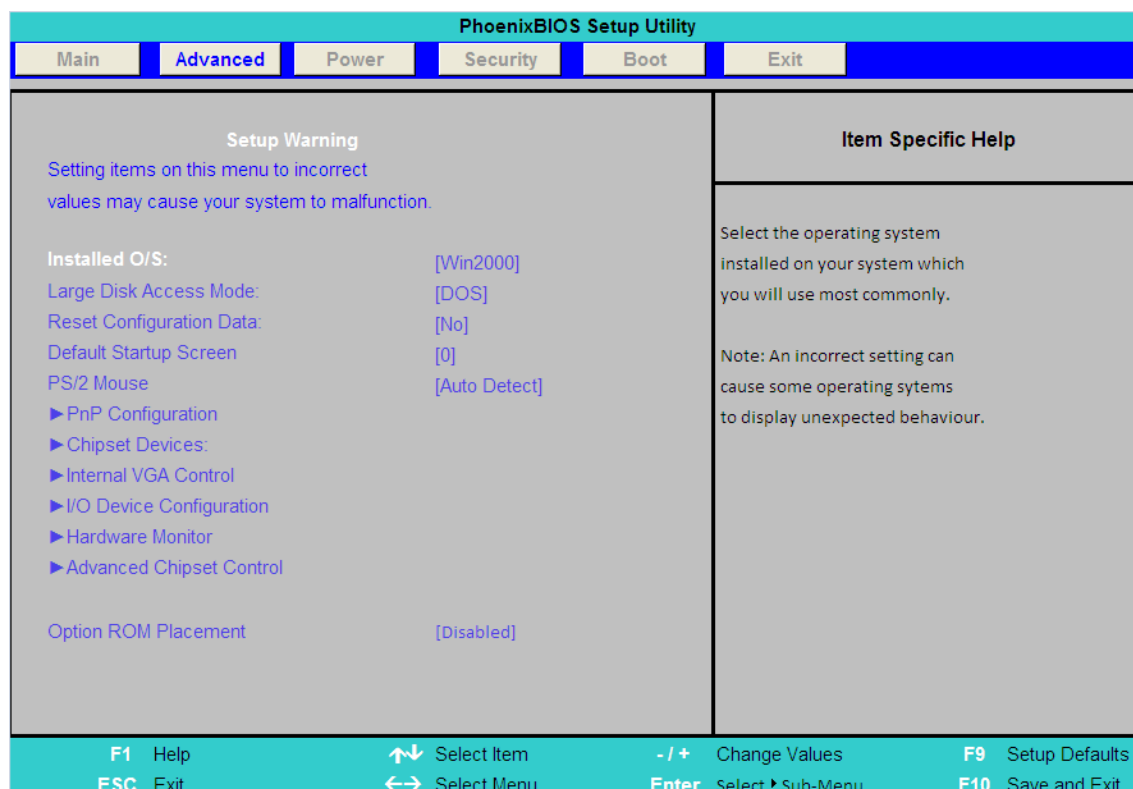 PhoenixBIOS Setup Utility
Main Advanced Power Security Boot Exit
Setup Warning
Setting items on this menu to incorrect
values may cause your system to malfunction.
Installed O/S: [Win2000]
Large Disk Access Mode: [DOS]
Reset Configuration Data: [No]
Default Startup Screen [0]
PS/2 Mouse [Auto Detect]
►PnP Configuration
►Chipset Devices:
►Internal VGA Control
►I/O Device Configuration
►Hardware Monitor
►Advanced Chipset Control
Option ROM Placement [Disabled]
Item Specific Help
Select the operating system
installed on your system which
you will use most commonly.
Note: An incorrect setting can
cause some operating sytems
to display unexpected behaviour.
F1 Help ↑↓ Select Item - / + Change Values F9 Setup Defaults
ESC Exit ←→ Select Menu Enter Select ▶ Sub-Menu F10 Save and Exit